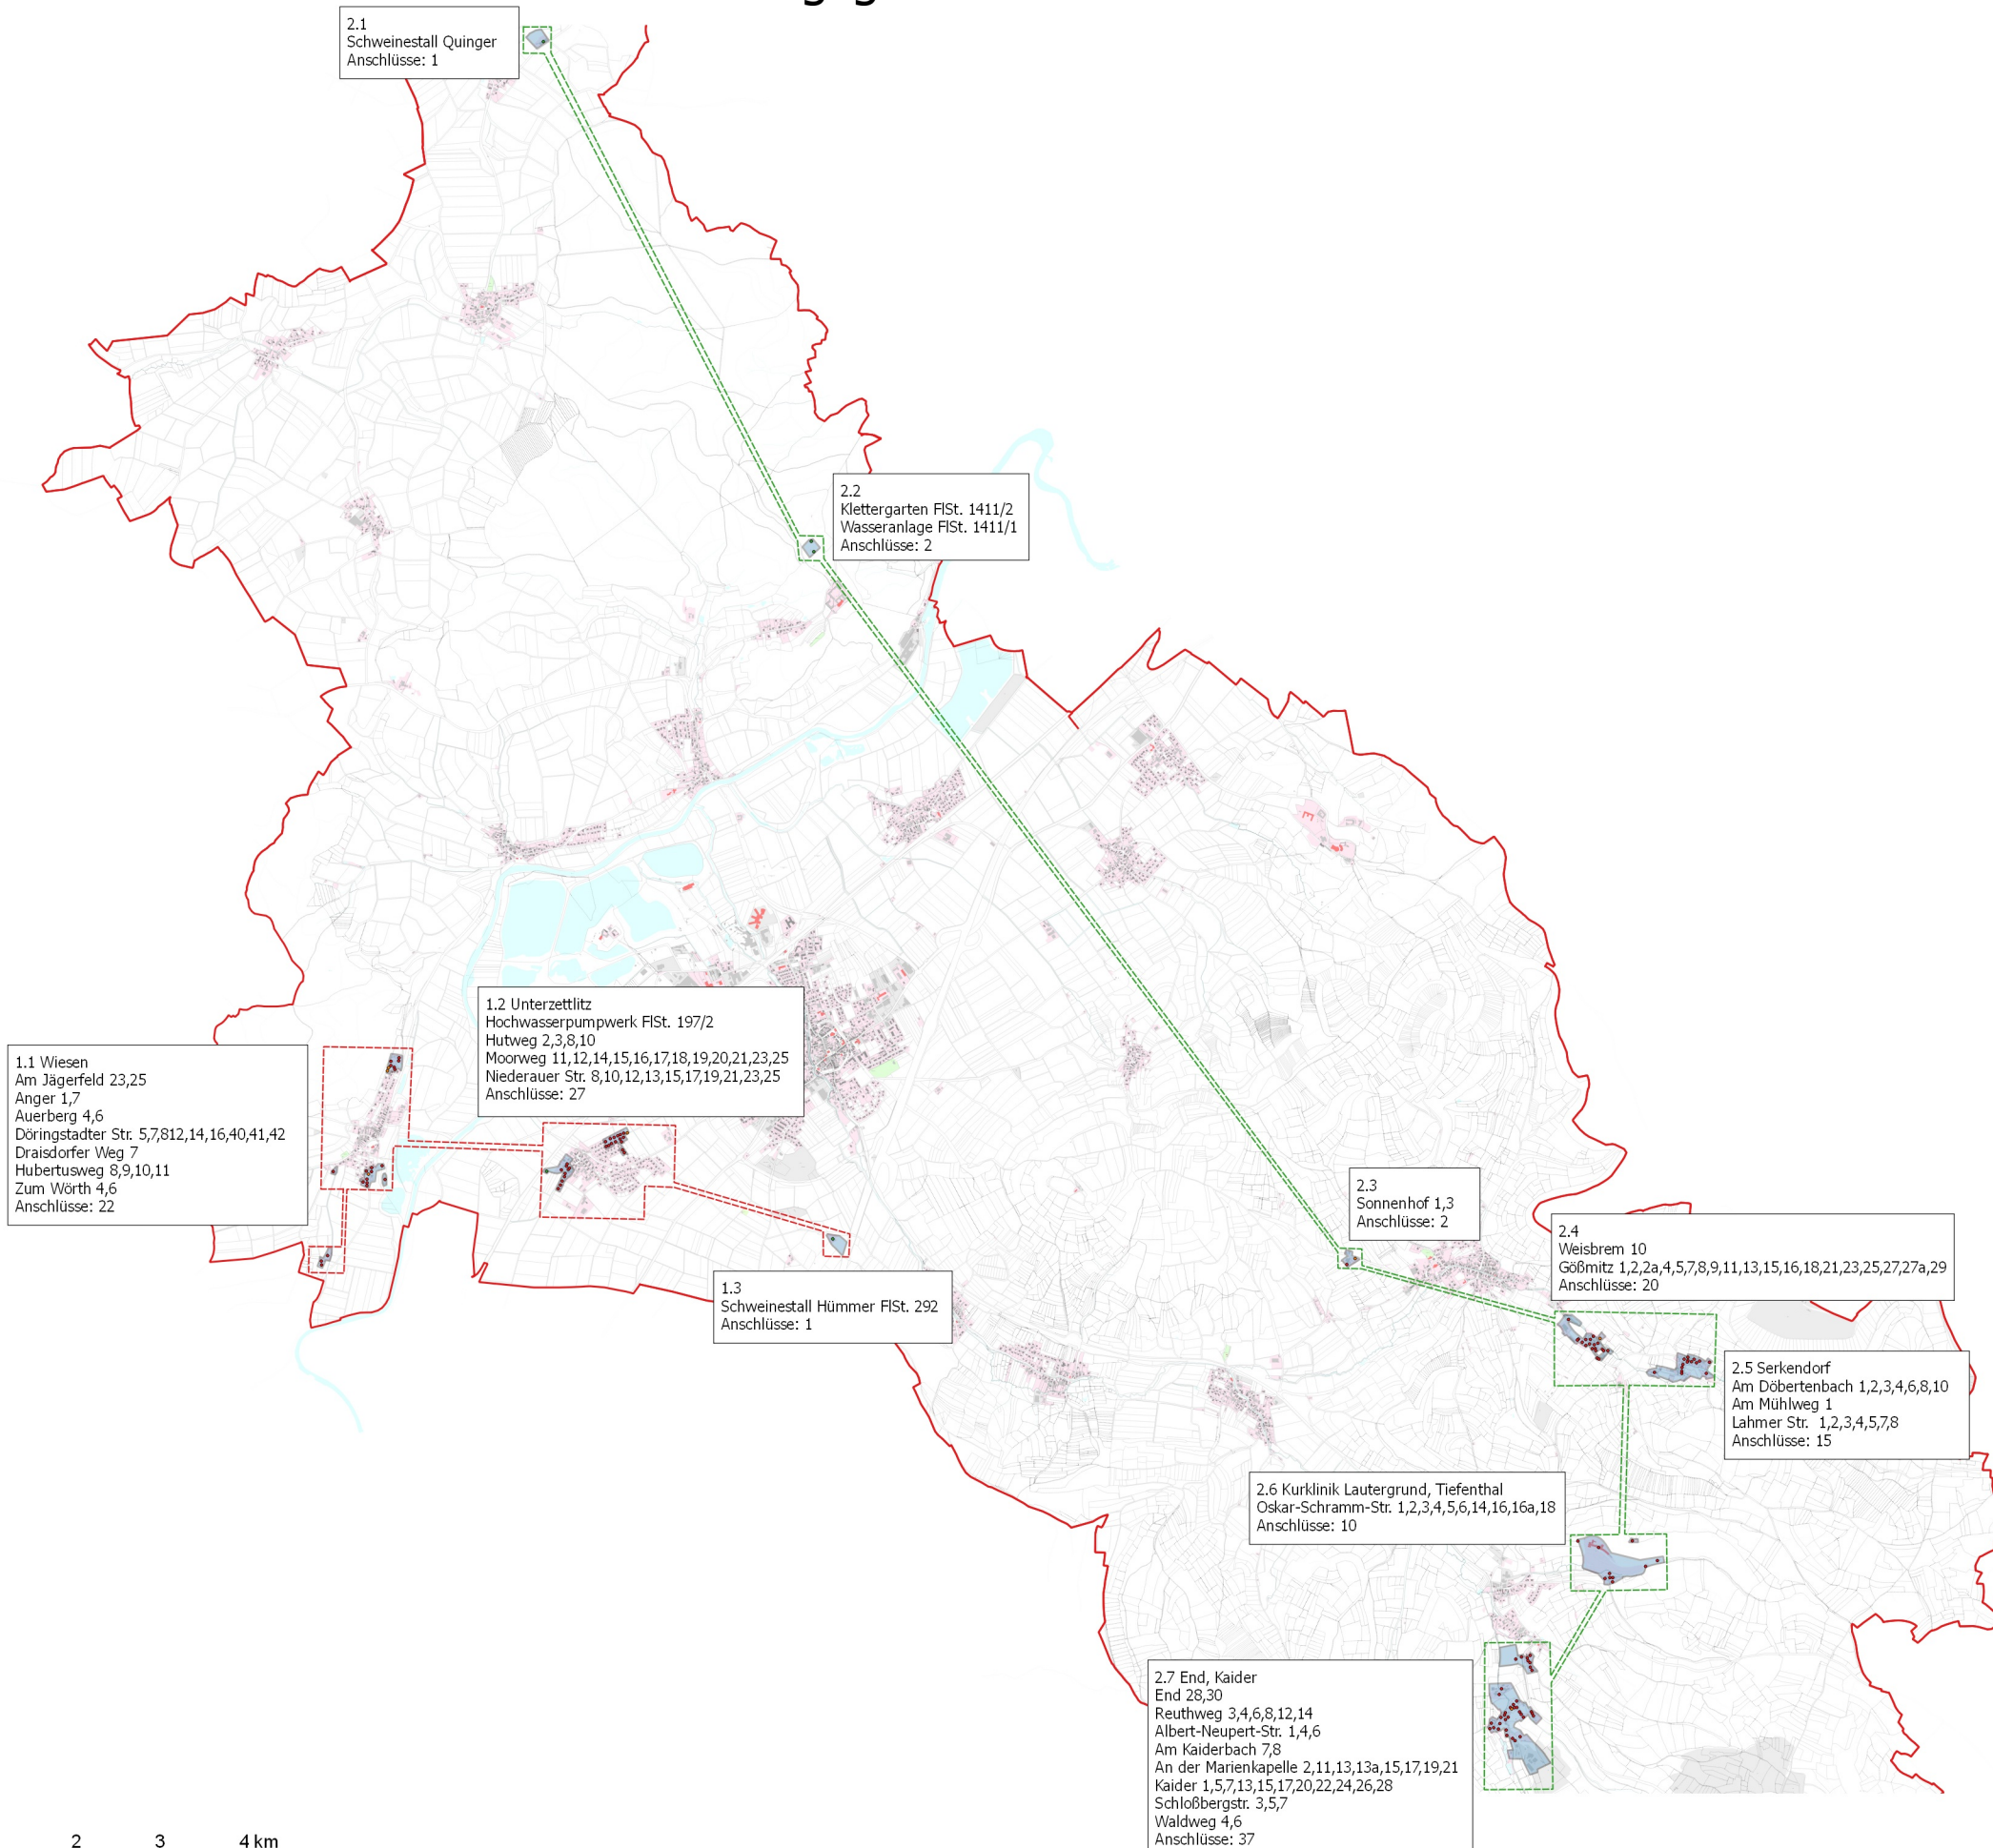 2.1
Schweinestall Quinger
Anschlüsse: 1
2.2
Klettergarten FlSt. 1411/2
Wasseranlage FlSt. 1411/1
Anschlüsse: 2
1.2 Unterzettlitz
Hochwasserpumpwerk FlSt. 197/2
Hutweg 2,3,8,10
Moorweg 11,12,14,15,16,17,18,19,20,21,23,25
Niederauer Str. 8,10,12,13,15,17,19,21,23,25
Anschlüsse: 27
1.1 Wiesen
Am Jägerfeld 23,25
Anger 1,7
Auerberg 4,6
Döringstadter Str. 5,7,812,14,16,40,41,42
Draisdorfer Weg 7
Hubertusweg 8,9,10,11
Zum Wörth 4,6
Anschlüsse: 22
2.3
Sonnenhof 1,3
Anschlüsse: 2
2.4
Weisbrem 10
Gößmitz 1,2,2a,4,5,7,8,9,11,13,15,16,18,21,23,25,27,27a,29
Anschlüsse: 20
1.3
Schweinestall Hümmer FlSt. 292
Anschlüsse: 1
2.5 Serkendorf
Am Döbertenbach 1,2,3,4,6,8,10
Am Mühlweg 1
Lahmer Str.  1,2,3,4,5,7,8
Anschlüsse: 15
2.6 Kurklinik Lautergrund, Tiefenthal
Oskar-Schramm-Str. 1,2,3,4,5,6,14,16,16a,18
Anschlüsse: 10
2.7 End, Kaider
End 28,30
Reuthweg 3,4,6,8,12,14
Albert-Neupert-Str. 1,4,6
Am Kaiderbach 7,8
An der Marienkapelle 2,11,13,13a,15,17,19,21
Kaider 1,5,7,13,15,17,20,22,24,26,28
Schloßbergstr. 3,5,7
Waldweg 4,6
Anschlüsse: 37
2 3 4 km